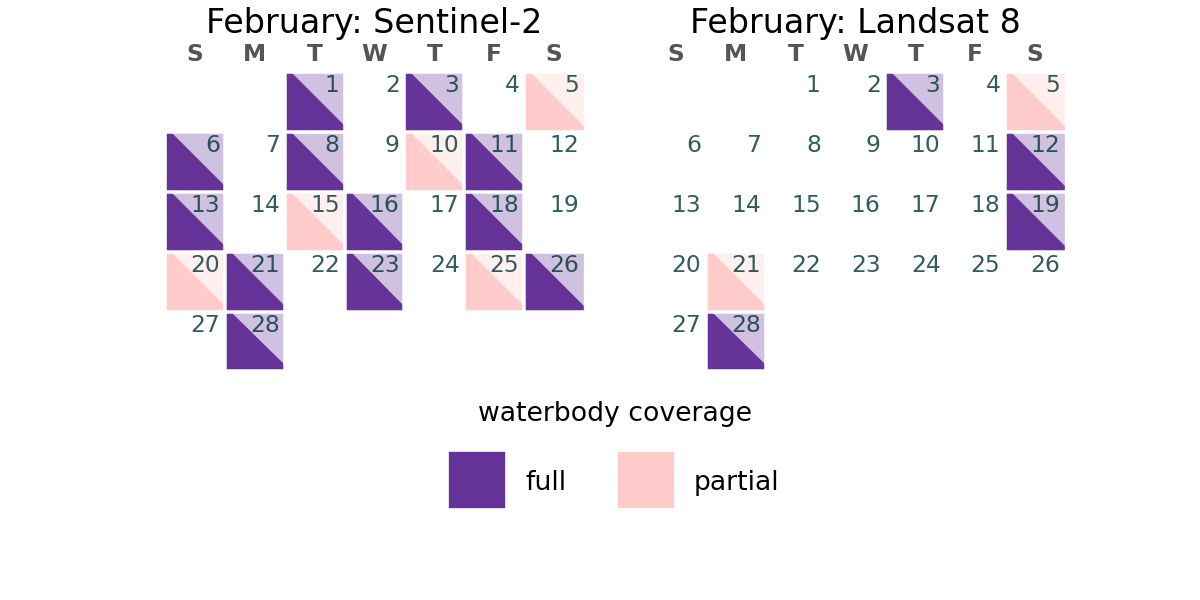 February: Sentinel-2
S M T W T F S
1 2 3 4 5
6 7 8 9 10 11 12
13 14 15 16 17 18 19
20 21 22 23 24 25 26
27 28
February: Landsat 8
S M T W T F S
1 2 3 4 5
6 7 8 9 10 11 12
13 14 15 16 17 18 19
20 21 22 23 24 25 26
27 28
waterbody coverage
full partial